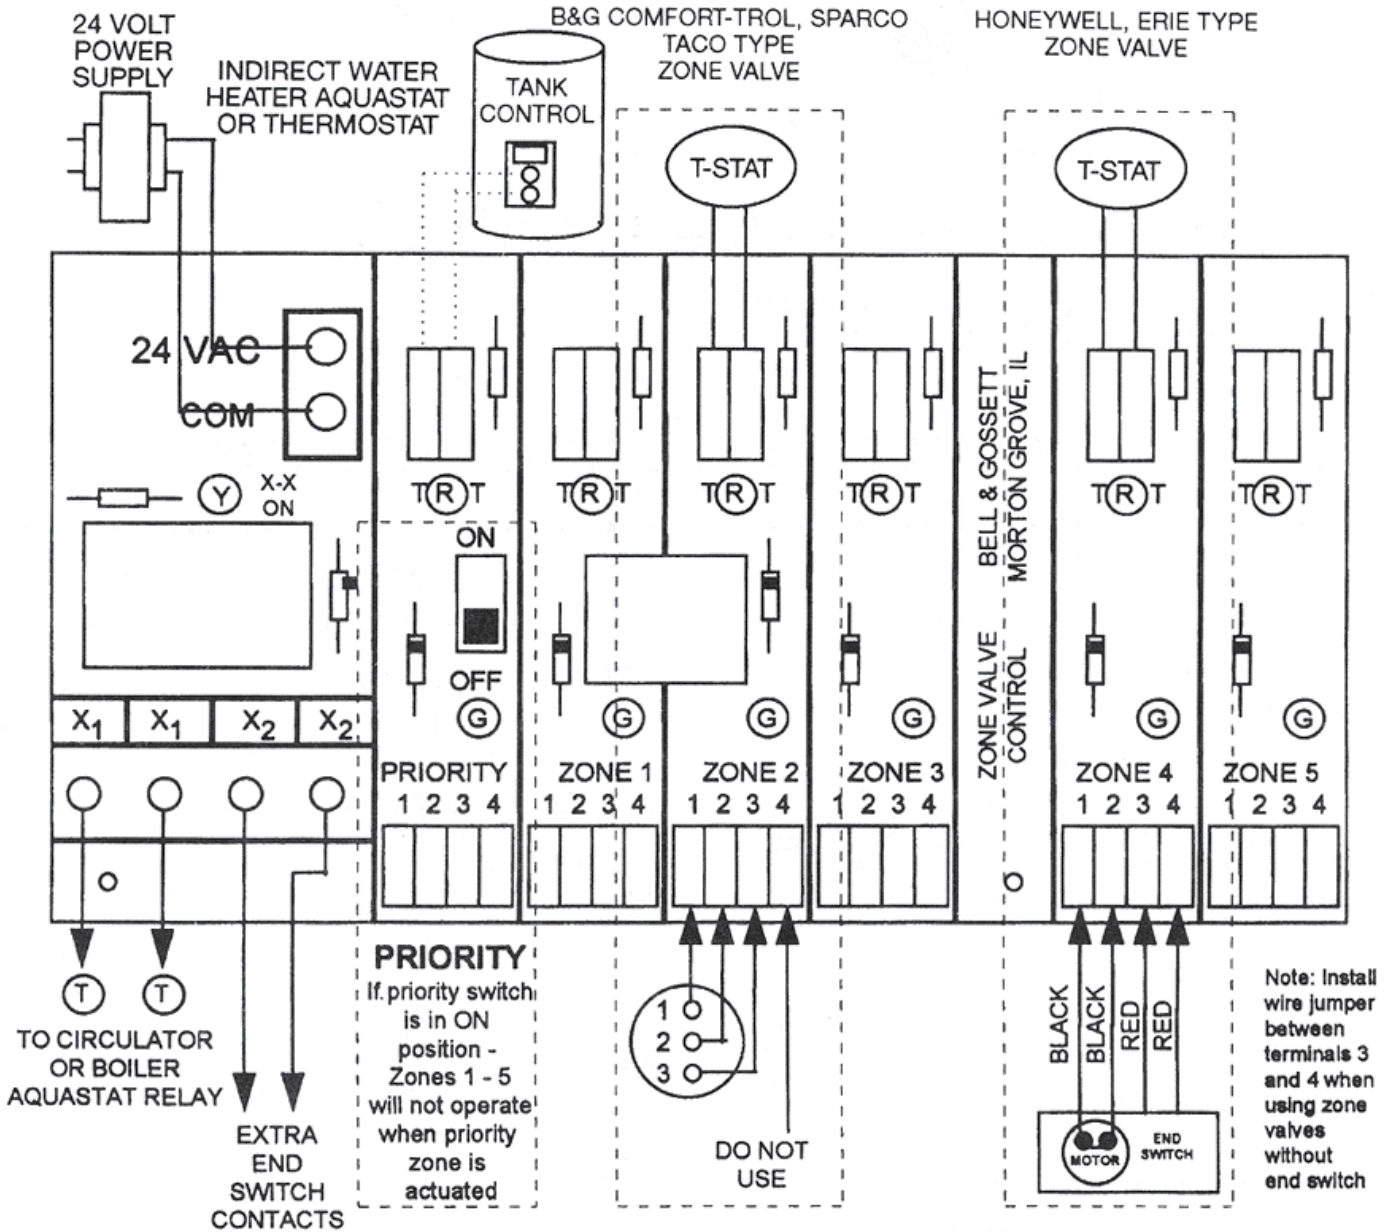 24 VOLT
POWER
SUPPLY
INDIRECT WATER
HEATER AQUASTAT
OR THERMOSTAT
TANK
CONTROL
B&G COMFORT-TROL, SPARCO
TACO TYPE
ZONE VALVE
HONEYWELL, ERIE TYPE
ZONE VALVE
T-STAT
T-STAT
24 VAC
COM
Y
X-X
ON
T R T
T R T
T R T
T R T
T R T
T R T
BELL & GOSSETT
MORTON GROVE, IL
ZONE VALVE
CONTROL
ON
OFF
G
G
G
G
G
G
X1 X1 X2 X2
PRIORITY
1 2 3 4
ZONE 1
1 2 3 4
ZONE 2
1 2 3 4
ZONE 3
1 2 3 4
ZONE 4
1 2 3 4
ZONE 5
1 2 3 4
T
T
TO CIRCULATOR
OR BOILER
AQUASTAT RELAY
EXTRA
END
SWITCH
CONTACTS
PRIORITY
If. priority switch
is in ON
position -
Zones 1 - 5
will not operate
when priority
zone is
actuated
1
2
3
DO NOT
USE
BLACK
BLACK
RED
RED
MOTOR
END
SWITCH
Note: Install
wire jumper
between
terminals 3
and 4 when
using zone
valves
without
end switch